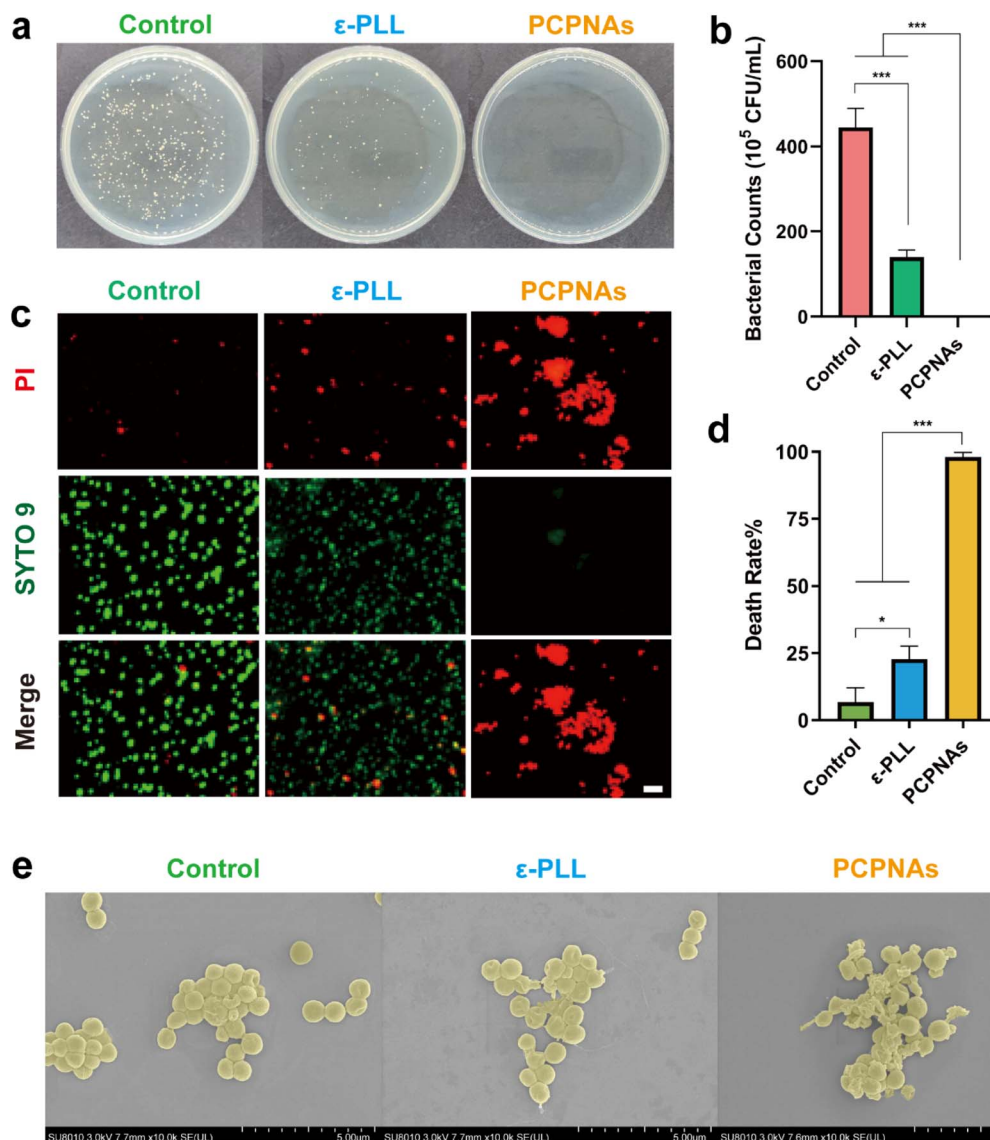 a
Control ε-PLL PCPNAs
b
***
***
600
400
200
0
Bacterial Counts (10⁵ CFU/mL)
Control
ε-PLL
PCPNAs
c
Control ε-PLL PCPNAs
PI
SYTO 9
Merge
d
***
*
100
75
50
25
0
Death Rate%
Control
ε-PLL
PCPNAs
e
Control ε-PLL PCPNAs
SU8010 3.0kV 7.7mm x10.0k SE(UL) 5.00um
SU8010 3.0kV 7.7mm x10.0k SE(UL) 5.00um
SU8010 3.0kV 7.6mm x10.0k SE(UL) 5.00um